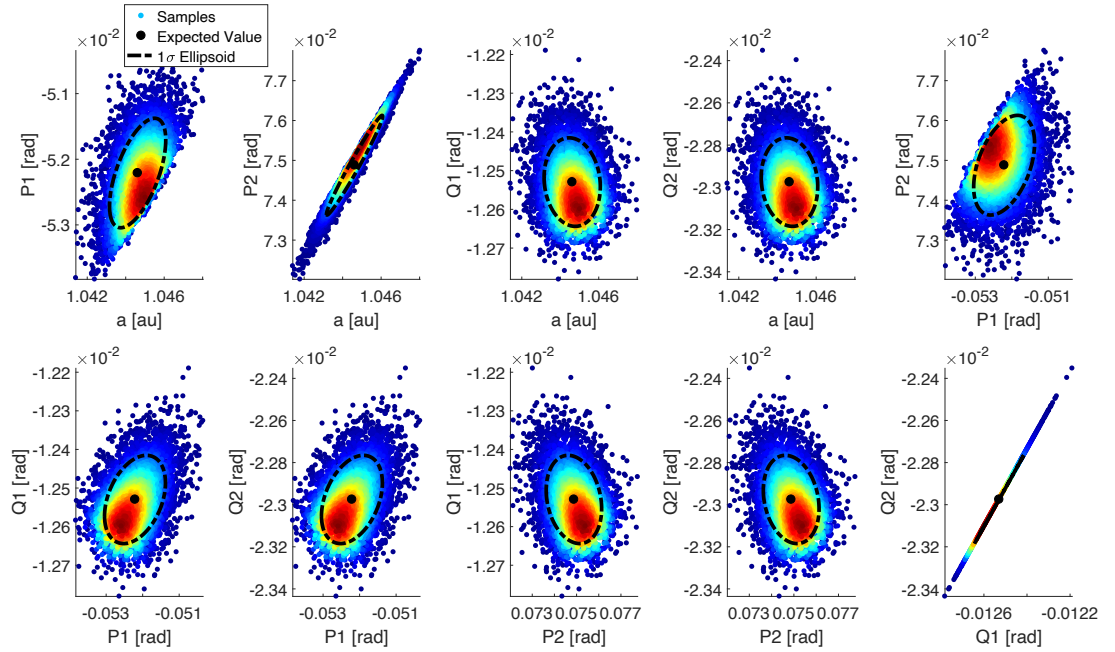 Samples
Expected Value
1σ Ellipsoid
×10⁻²
-5.1
-5.2
-5.3
P1 [rad]
1.042 1.046
a [au]
×10⁻²
7.7
7.6
7.5
7.4
7.3
P2 [rad]
1.042 1.046
a [au]
×10⁻²
-1.22
-1.23
-1.24
-1.25
-1.26
-1.27
Q1 [rad]
1.042 1.046
a [au]
×10⁻²
-2.24
-2.26
-2.28
-2.3
-2.32
-2.34
Q2 [rad]
1.042 1.046
a [au]
×10⁻²
7.7
7.6
7.5
7.4
7.3
P2 [rad]
-0.053 -0.051
P1 [rad]
×10⁻²
-1.22
-1.23
-1.24
-1.25
-1.26
-1.27
Q1 [rad]
-0.053 -0.051
P1 [rad]
×10⁻²
-2.24
-2.26
-2.28
-2.3
-2.32
-2.34
Q2 [rad]
-0.053 -0.051
P1 [rad]
×10⁻²
-1.22
-1.23
-1.24
-1.25
-1.26
-1.27
Q1 [rad]
0.073 0.075 0.077
P2 [rad]
×10⁻²
-2.24
-2.26
-2.28
-2.3
-2.32
-2.34
Q2 [rad]
0.073 0.075 0.077
P2 [rad]
×10⁻²
-2.24
-2.26
-2.28
-2.3
-2.32
-2.34
Q2 [rad]
-0.0126 -0.0122
Q1 [rad]